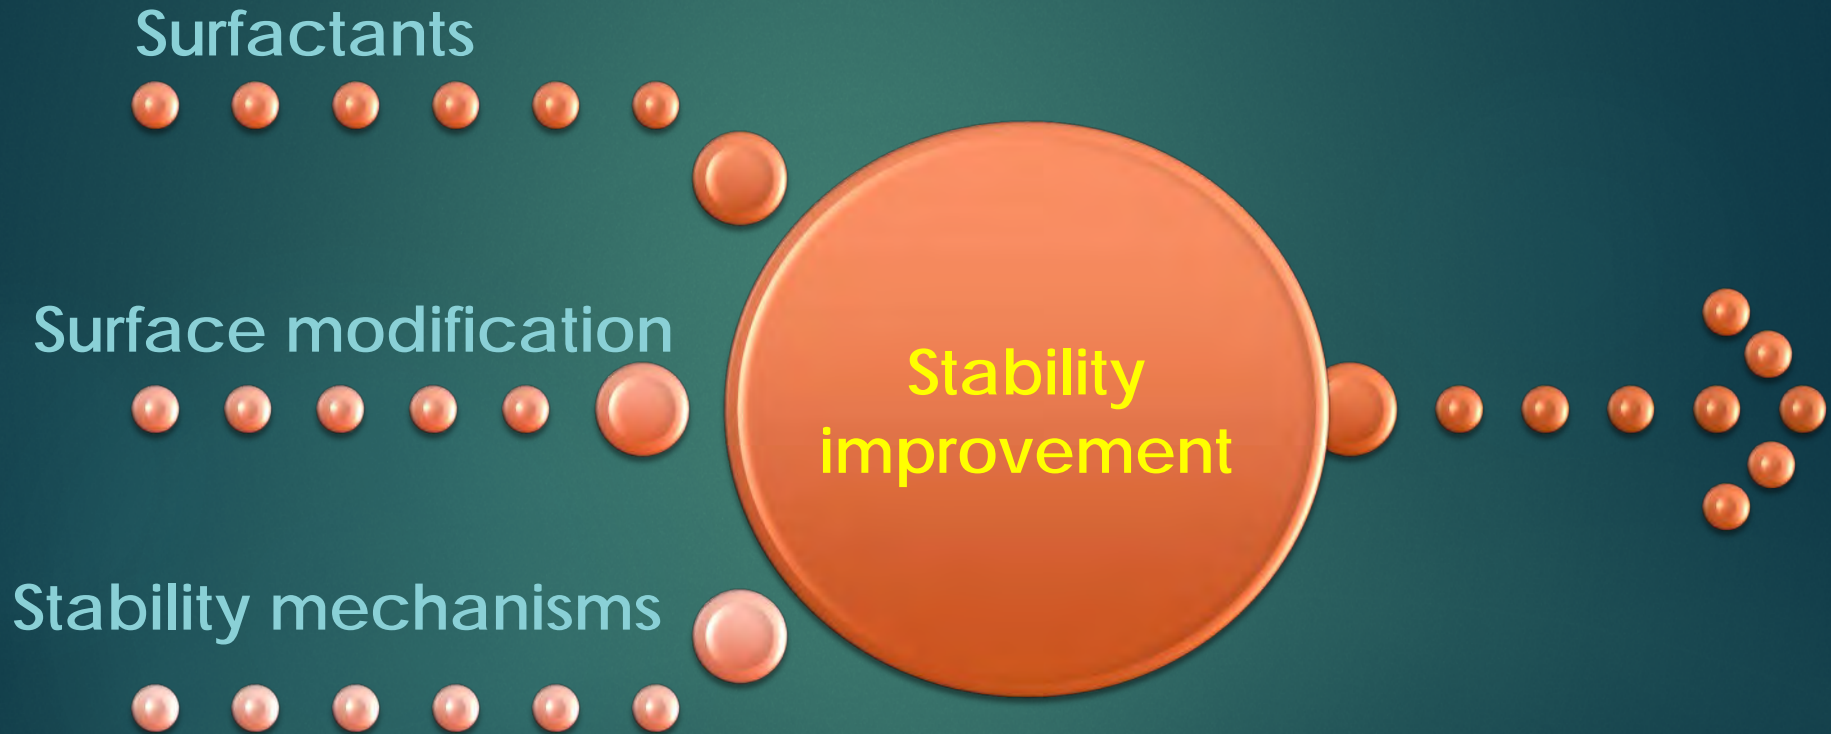 Surfactants
Surface modification
Stability mechanisms
Stability
improvement